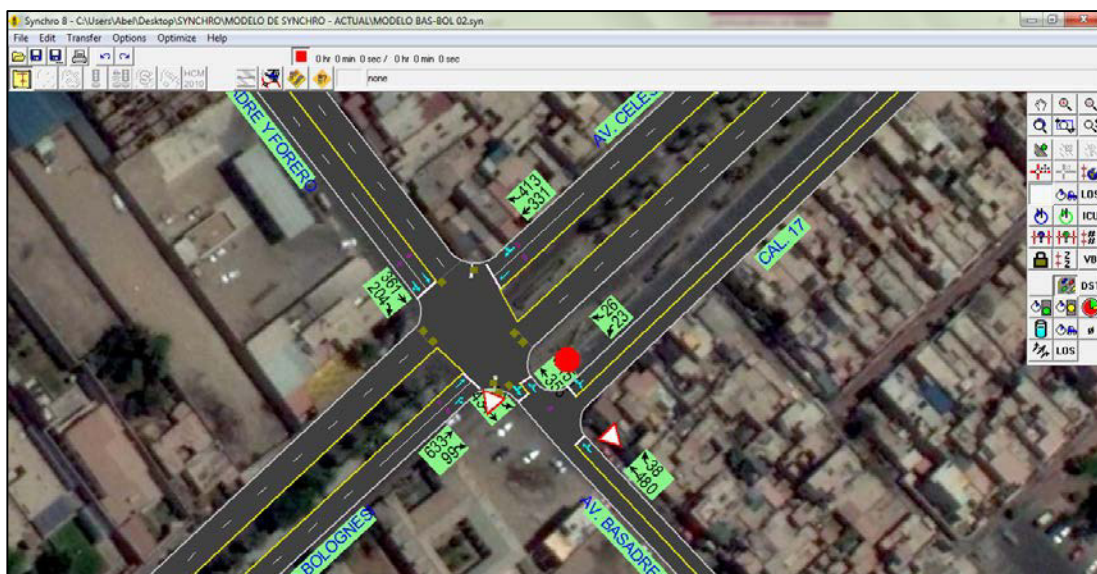 Synchro 8 - C:\Users\Abel\Desktop\SYNCHRO\MODELO DE SYNCHRO - ACTUAL\MODELO BAS-BOL 02.syn
File Edit Transfer Options Optimize Help
0 hr 0 min 0 sec / 0 hr 0 min 0 sec
HCM 2010
none
ADRE Y FORERO
AV. CELES
413
331
CAL. 17
361
204
26
23
633
99
38
480
BOLOGNES
AV. BASADRE
LOS
ICU
##
VB
DST
ø
LOS